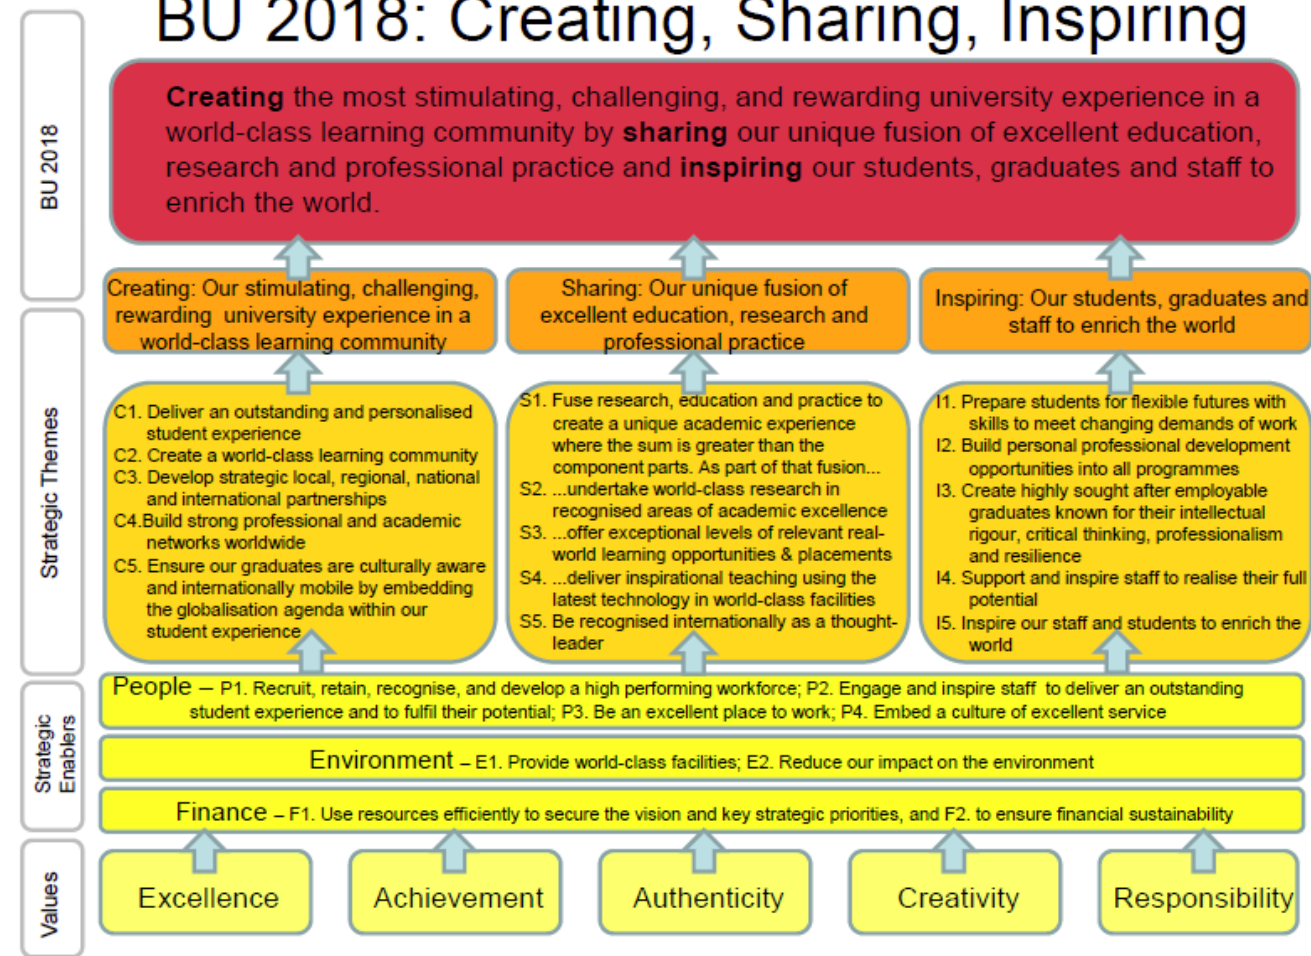 BU 2018: Creating, Sharing, Inspiring
BU 2018
Creating the most stimulating, challenging, and rewarding university experience in a
world-class learning community by sharing our unique fusion of excellent education,
research and professional practice and inspiring our students, graduates and staff to
enrich the world.
Strategic Themes
Creating: Our stimulating, challenging,
rewarding university experience in a
world-class learning community
Sharing: Our unique fusion of
excellent education, research and
professional practice
Inspiring: Our students, graduates and
staff to enrich the world
C1. Deliver an outstanding and personalised
student experience
C2. Create a world-class learning community
C3. Develop strategic local, regional, national
and international partnerships
C4.Build strong professional and academic
networks worldwide
C5. Ensure our graduates are culturally aware
and internationally mobile by embedding
the globalisation agenda within our
student experience
S1. Fuse research, education and practice to
create a unique academic experience
where the sum is greater than the
component parts. As part of that fusion...
S2. ...undertake world-class research in
recognised areas of academic excellence
S3. ...offer exceptional levels of relevant real-
world learning opportunities & placements
S4. ...deliver inspirational teaching using the
latest technology in world-class facilities
S5. Be recognised internationally as a thought-
leader
I1. Prepare students for flexible futures with
skills to meet changing demands of work
I2. Build personal professional development
opportunities into all programmes
I3. Create highly sought after employable
graduates known for their intellectual
rigour, critical thinking, professionalism
and resilience
I4. Support and inspire staff to realise their full
potential
I5. Inspire our staff and students to enrich the
world
Strategic
Enablers
People – P1. Recruit, retain, recognise, and develop a high performing workforce; P2. Engage and inspire staff to deliver an outstanding
student experience and to fulfil their potential; P3. Be an excellent place to work; P4. Embed a culture of excellent service
Environment – E1. Provide world-class facilities; E2. Reduce our impact on the environment
Finance – F1. Use resources efficiently to secure the vision and key strategic priorities, and F2. to ensure financial sustainability
Values
Excellence
Achievement
Authenticity
Creativity
Responsibility